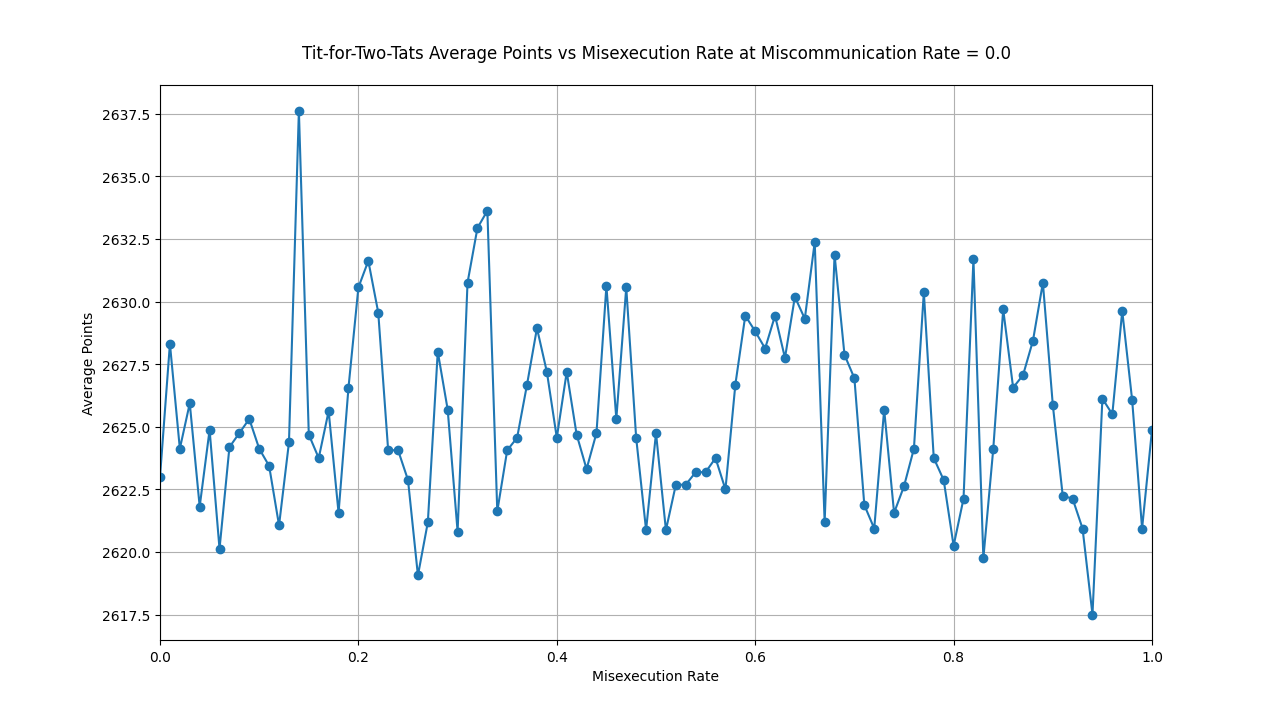 Tit-for-Two-Tats Average Points vs Misexecution Rate at Miscommunication Rate = 0.0
2637.5
2635.0
2632.5
2630.0
2627.5
2625.0
2622.5
2620.0
2617.5
Average Points
0.0 0.2 0.4 0.6 0.8 1.0
Misexecution Rate